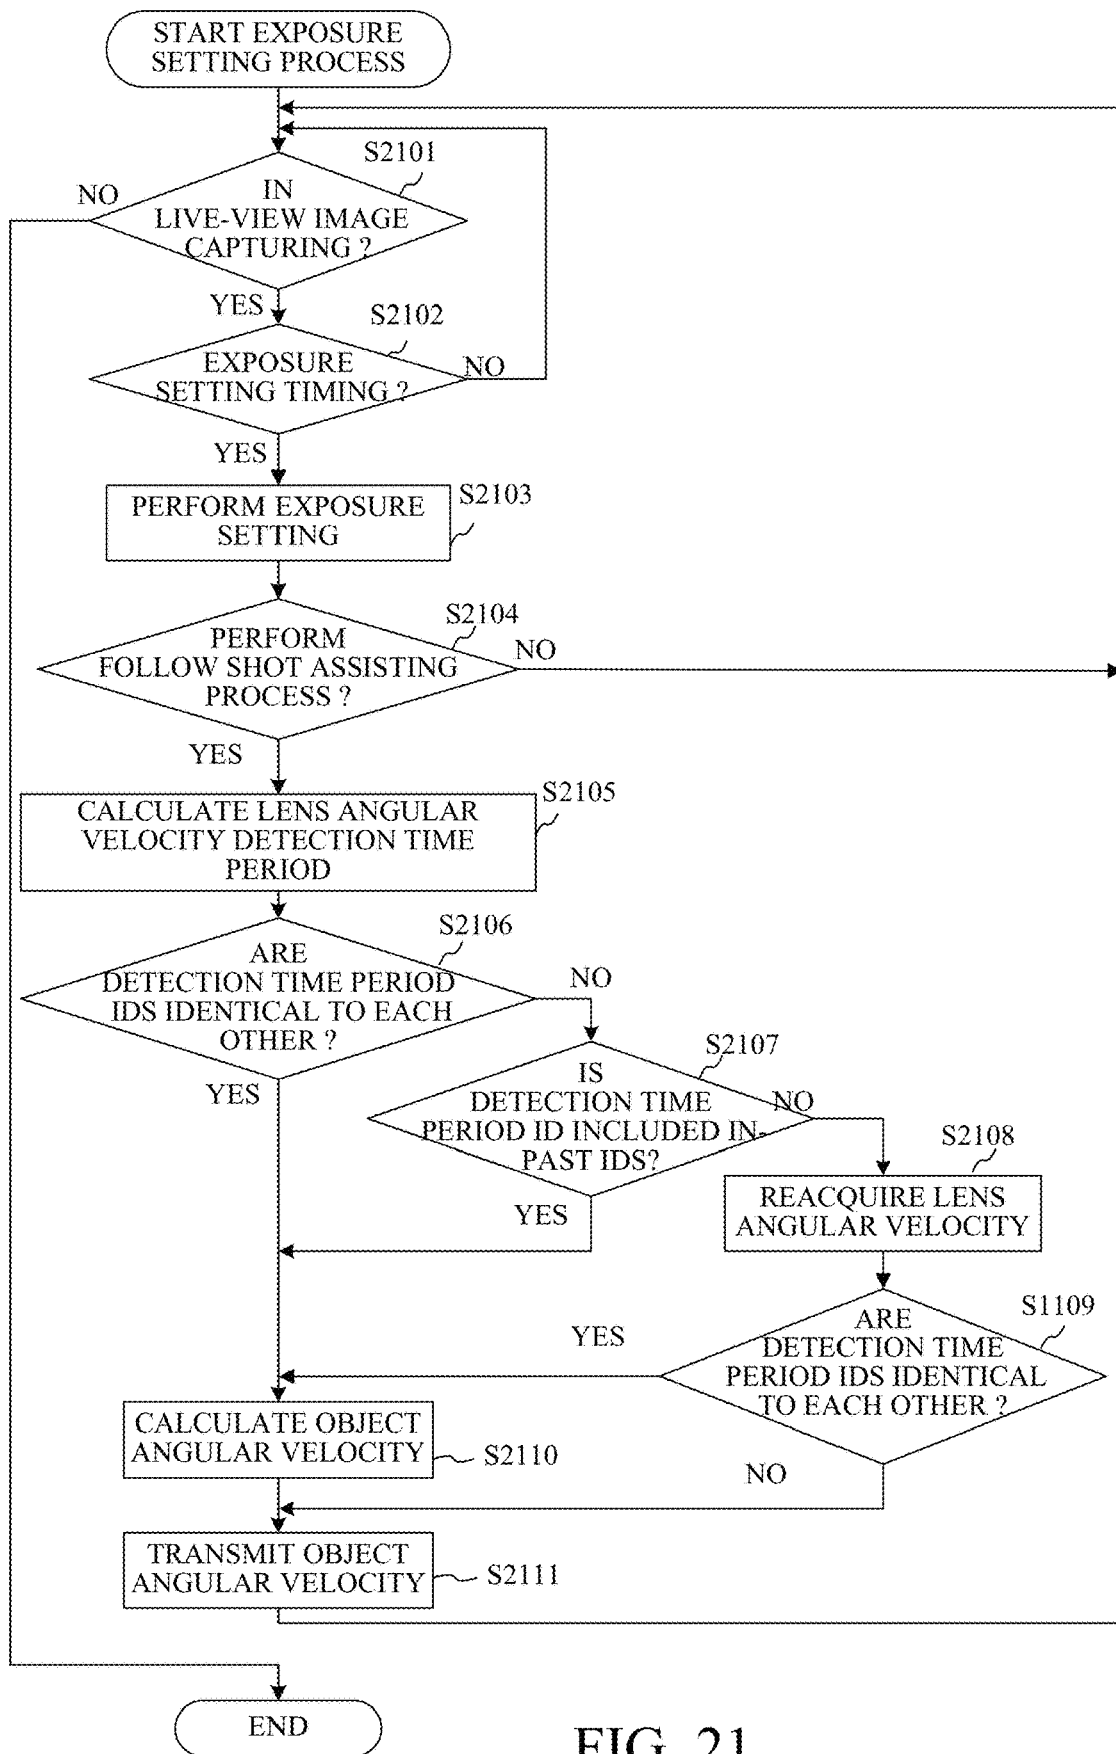 START EXPOSURE
SETTING PROCESS
S2101
NO
IN
LIVE-VIEW IMAGE
CAPTURING ?
YES
S2102
EXPOSURE
SETTING TIMING ?
NO
YES
S2103
PERFORM EXPOSURE
SETTING
S2104
PERFORM
FOLLOW SHOT ASSISTING
PROCESS ?
NO
YES
S2105
CALCULATE LENS ANGULAR
VELOCITY DETECTION TIME
PERIOD
S2106
ARE
DETECTION TIME PERIOD
IDS IDENTICAL TO EACH
OTHER ?
NO
YES
S2107
IS
DETECTION TIME
PERIOD ID INCLUDED IN-
PAST IDS?
NO
YES
S2108
REACQUIRE LENS
ANGULAR VELOCITY
S1109
ARE
DETECTION TIME
PERIOD IDS IDENTICAL
TO EACH OTHER ?
YES
NO
CALCULATE OBJECT
ANGULAR VELOCITY
S2110
TRANSMIT OBJECT
ANGULAR VELOCITY
S2111
END
FIG. 21